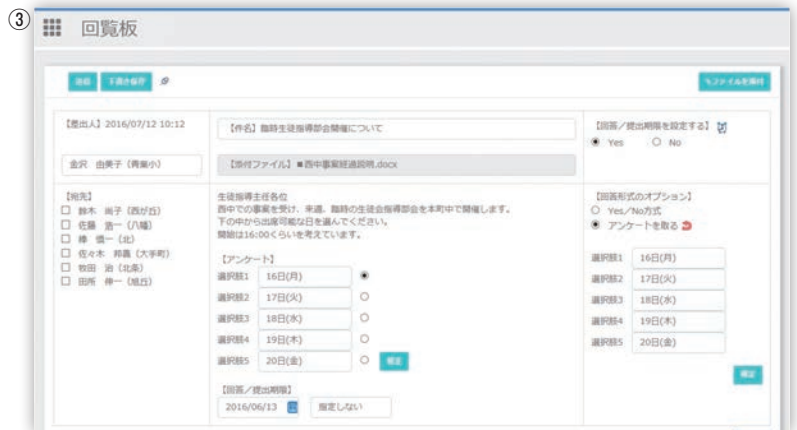 ③
回覧板
送信 下書き保存
ファイルを添付
【差出人】2016/07/12 10:12
金沢 由美子（青葉小）
【件名】臨時生徒指導部会開催について
【添付ファイル】■西中事案経過説明.docx
【回答／提出期限を設定する】
Yes No
【宛先】
鈴木 尚子（西が丘）
佐藤 浩一（八幡）
榊 慎一（北）
佐々木 邦義（大手町）
牧田 治（北条）
田所 伸一（旭丘）
生徒指導主任各位
西中での事案を受け、来週、臨時の生徒会指導部会を本町中で開催します。
下の中から出席可能な日を選んでください。
開始は16:00くらいを考えています。
【アンケート】
選択肢1 16日(月)
選択肢2 17日(火)
選択肢3 18日(水)
選択肢4 19日(木)
選択肢5 20日(金) 確定
【回答／提出期限】
2016/06/13 指定しない
【回答形式のオプション】
Yes／No方式
アンケートを取る
選択肢1 16日(月)
選択肢2 17日(火)
選択肢3 18日(水)
選択肢4 19日(木)
選択肢5 20日(金)
確定